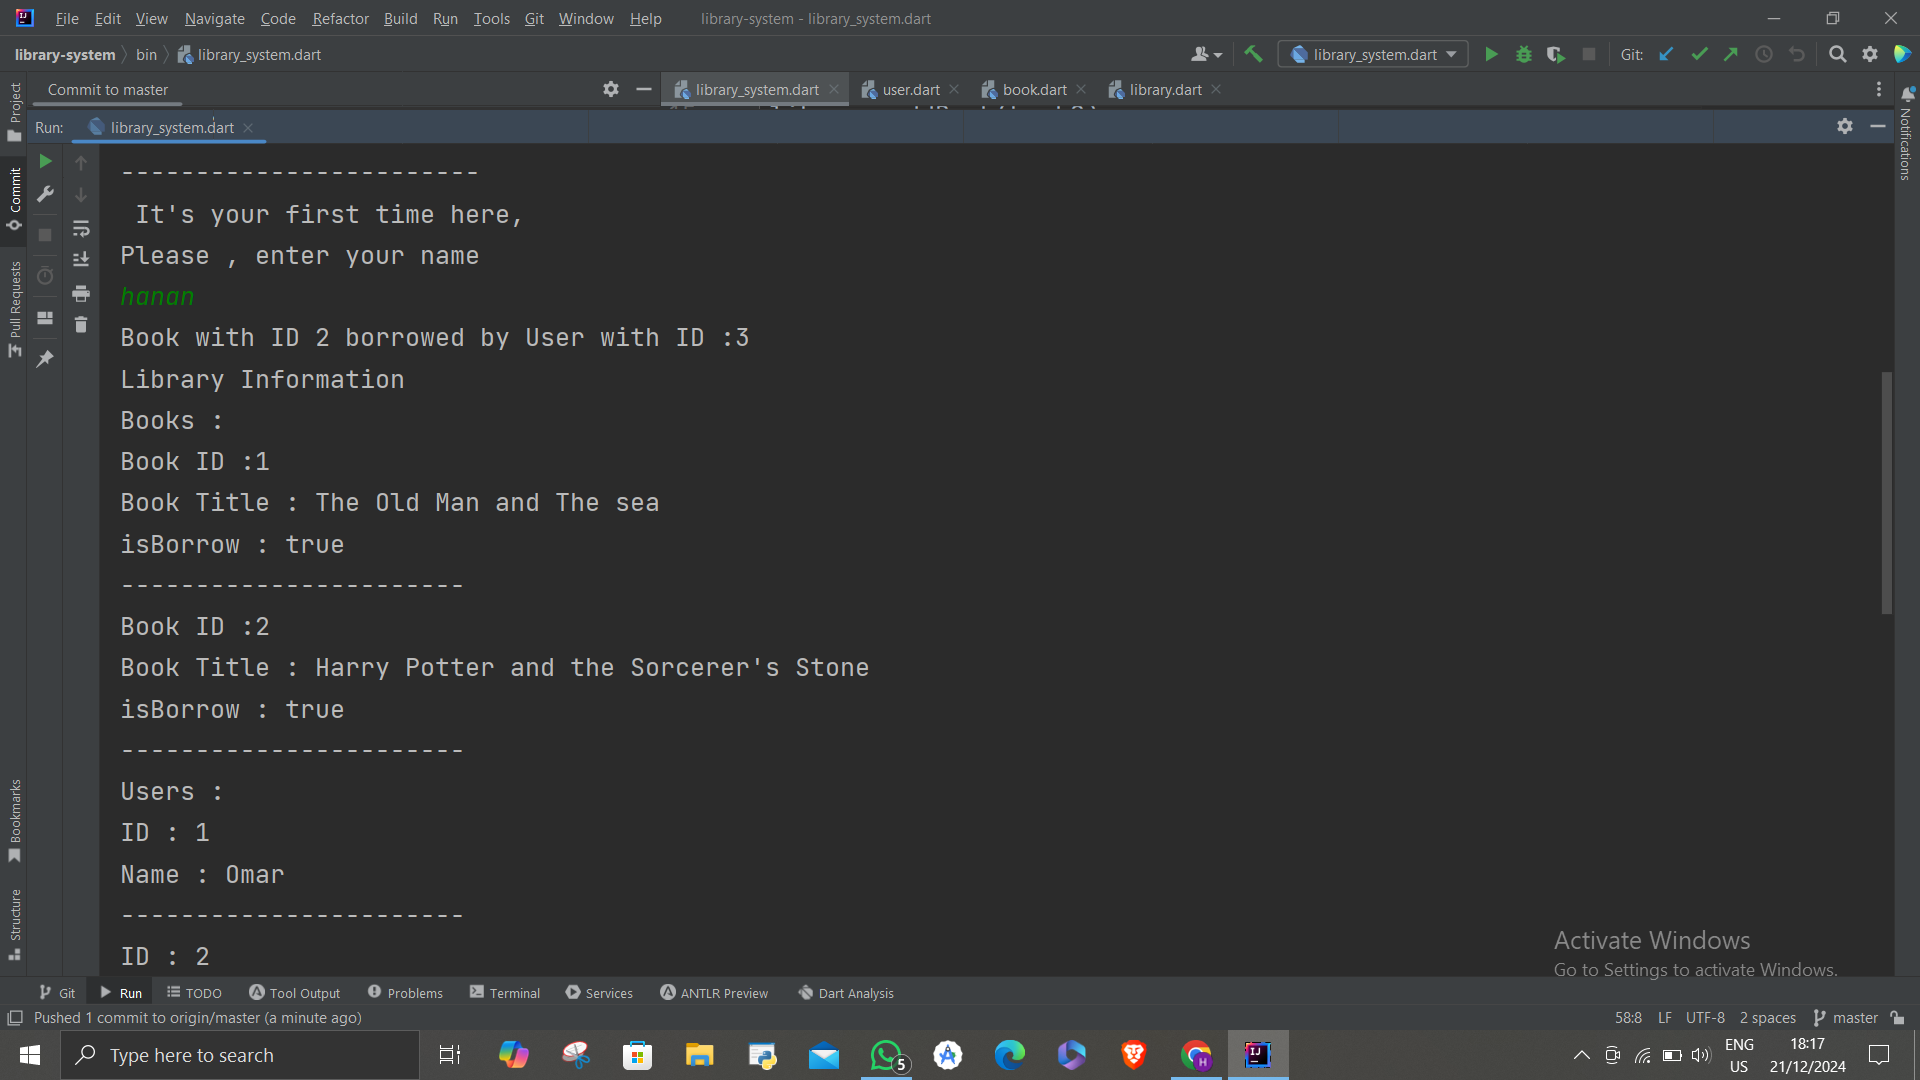 File Edit View Navigate Code Refactor Build Run Tools Git Window Help library-system - library_system.dart
library-system bin library_system.dart library_system.dart Git:
Commit to master library_system.dart user.dart book.dart library.dart
Run: library_system.dart
Project
Commit
Pull Requests
Bookmarks
Structure
Notifications
-------------------------
It's your first time here,
Please , enter your name
hanan
Book with ID 2 borrowed by User with ID :3
Library Information
Books :
Book ID :1
Book Title : The Old Man and The sea
isBorrow : true
-----------------------
Book ID :2
Book Title : Harry Potter and the Sorcerer's Stone
isBorrow : true
-----------------------
Users :
ID : 1
Name : Omar
-----------------------
ID : 2
Activate Windows
Go to Settings to activate Windows.
Git Run TODO Tool Output Problems Terminal Services ANTLR Preview Dart Analysis
Pushed 1 commit to origin/master (a minute ago) 58:8 LF UTF-8 2 spaces master
Type here to search 5 H IJ ENG 18:17
US 21/12/2024